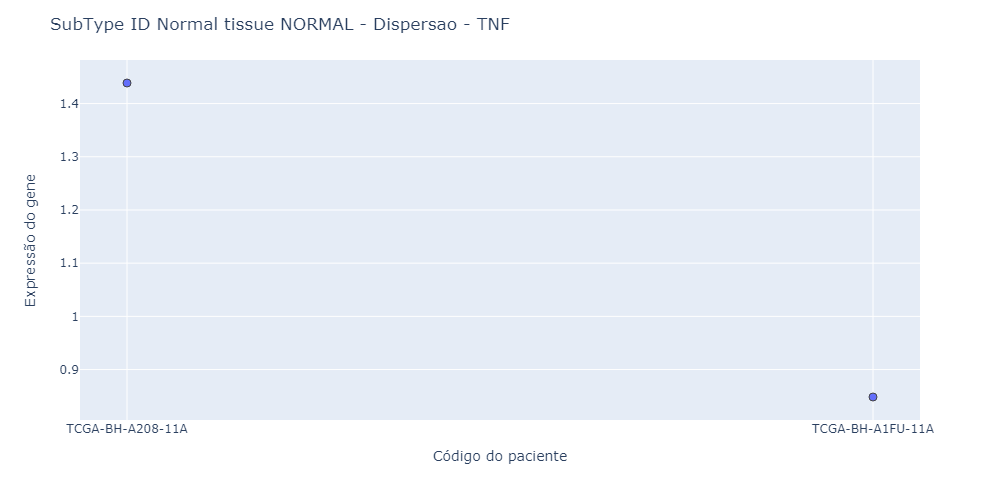 SubType ID Normal tissue NORMAL - Dispersao - TNF
Expressão do gene
1.4
1.3
1.2
1.1
1
0.9
TCGA-BH-A208-11A
TCGA-BH-A1FU-11A
Código do paciente